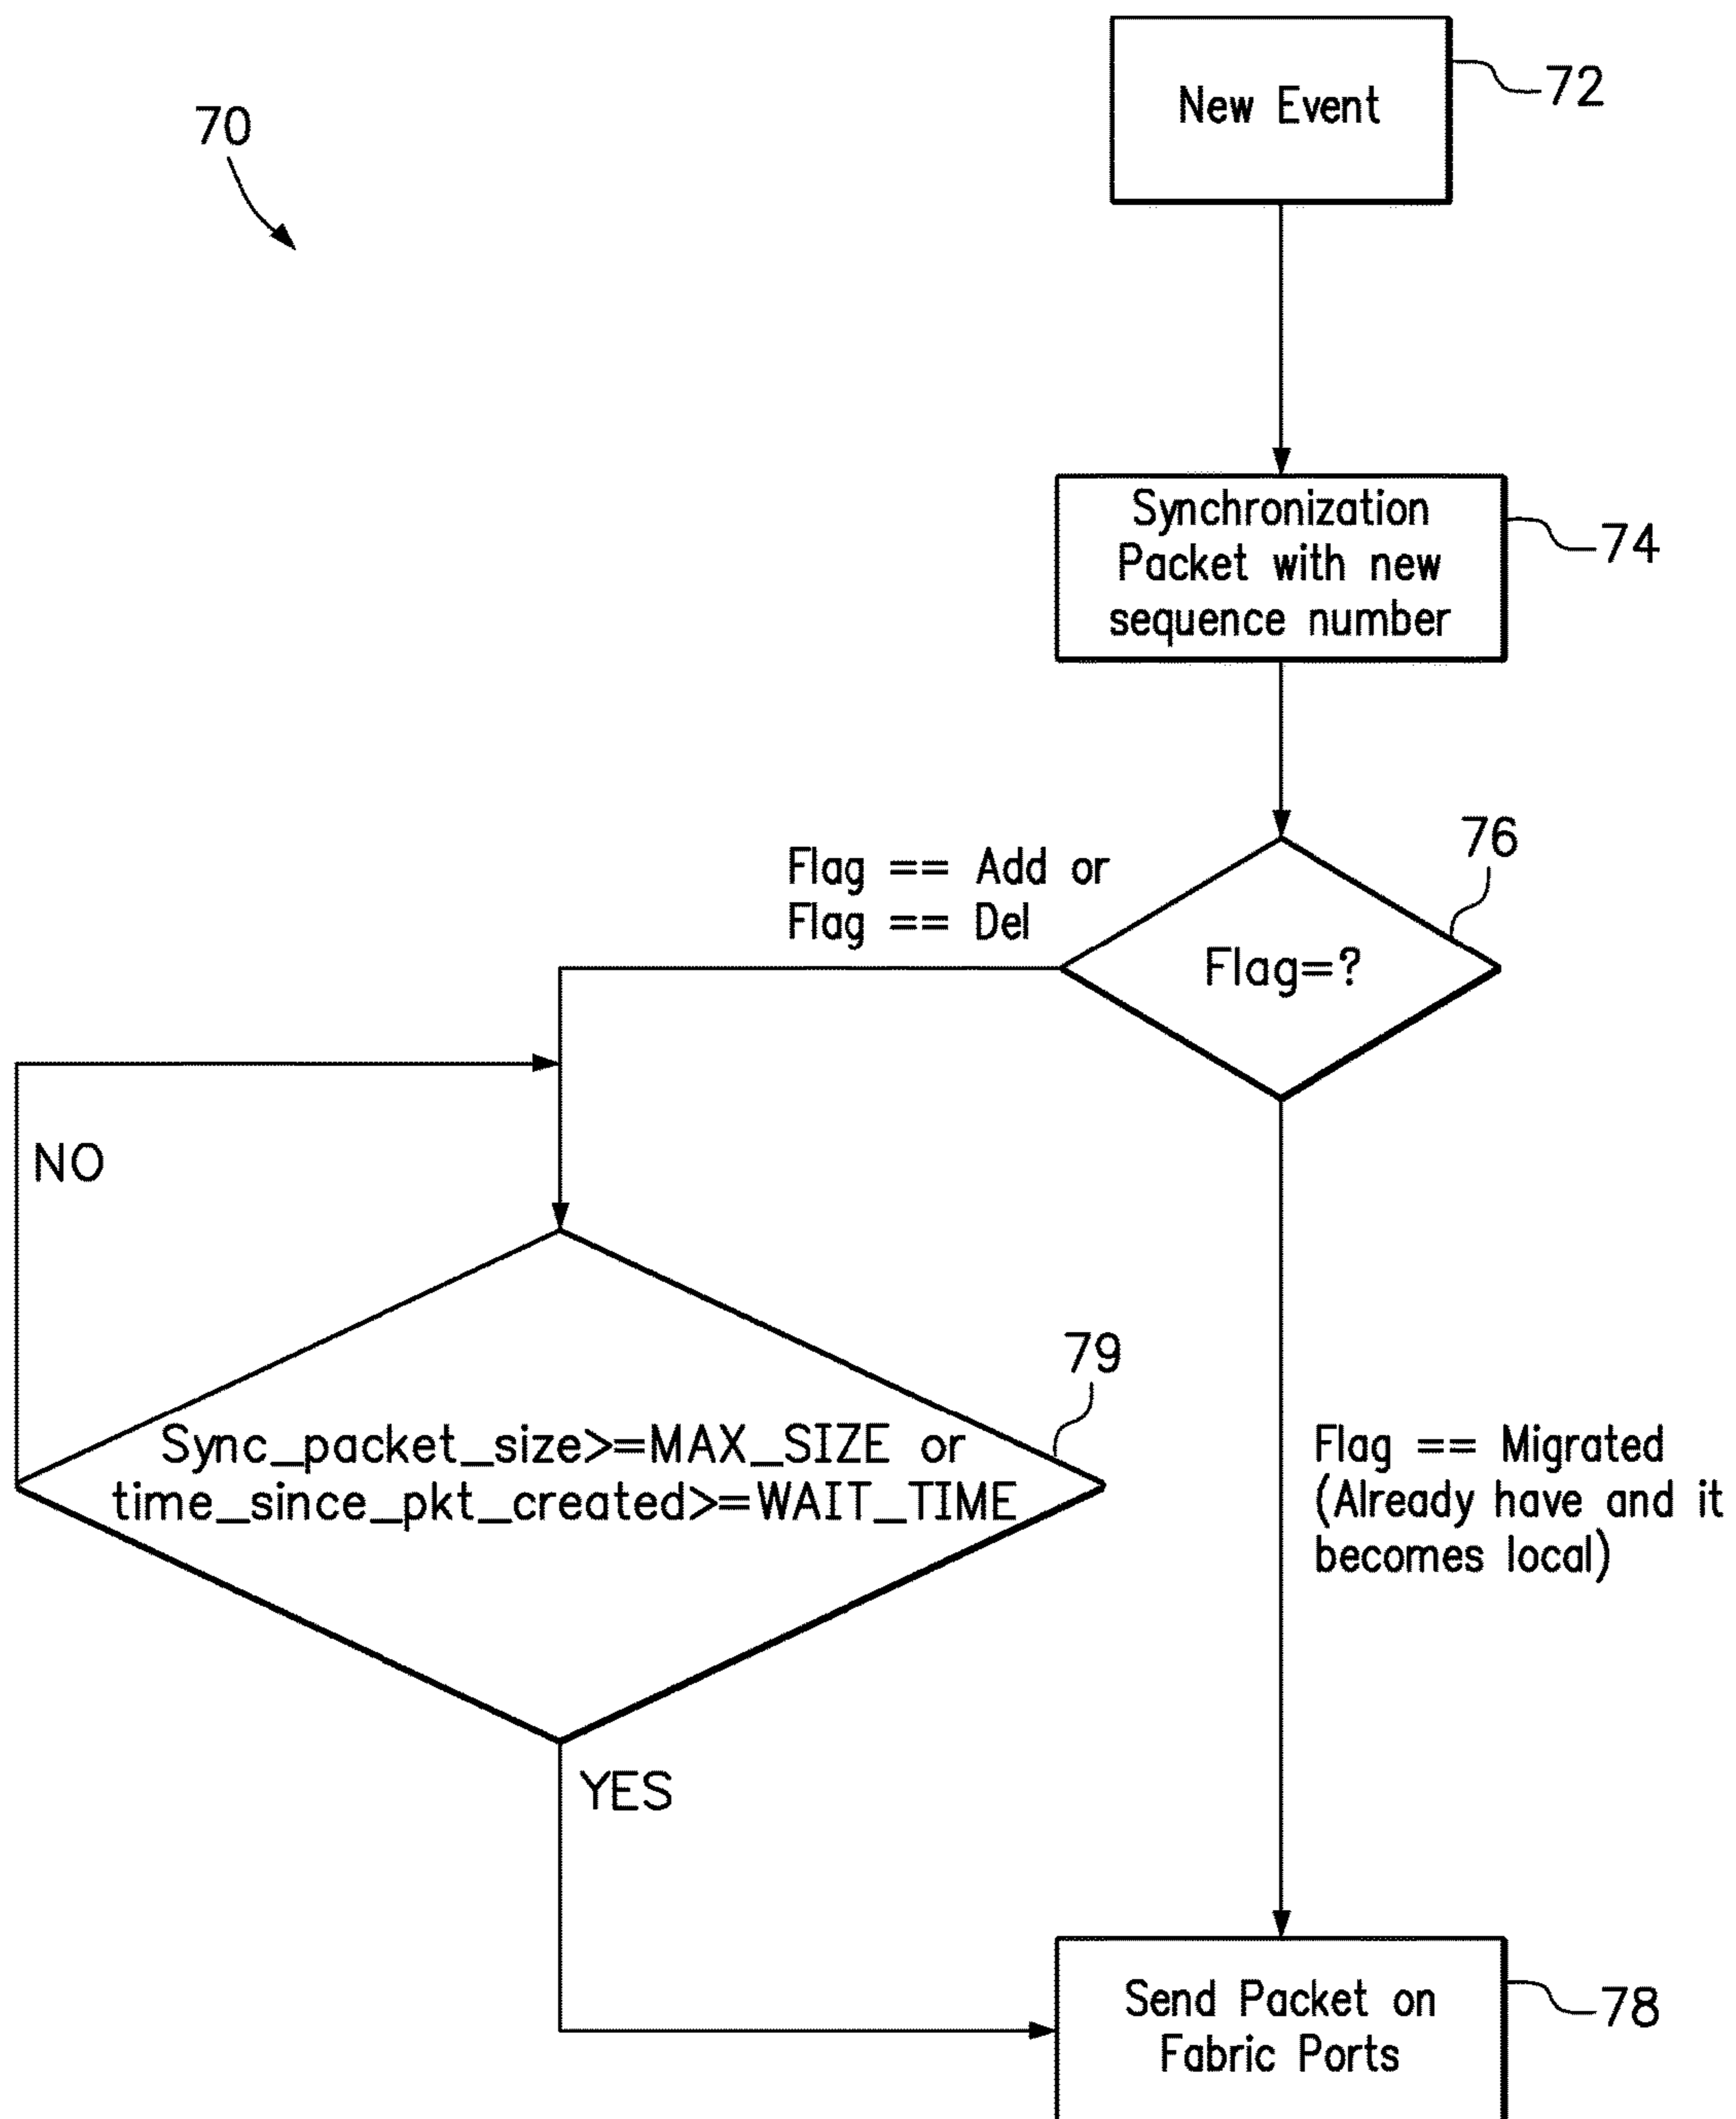 New Event
72
70
Synchronization
Packet with new
sequence number
74
76
Flag == Add or
Flag == Del
Flag=?
NO
79
Sync_packet_size>=MAX_SIZE or
time_since_pkt_created>=WAIT_TIME
Flag == Migrated
(Already have and it
becomes local)
YES
Send Packet on
Fabric Ports
78